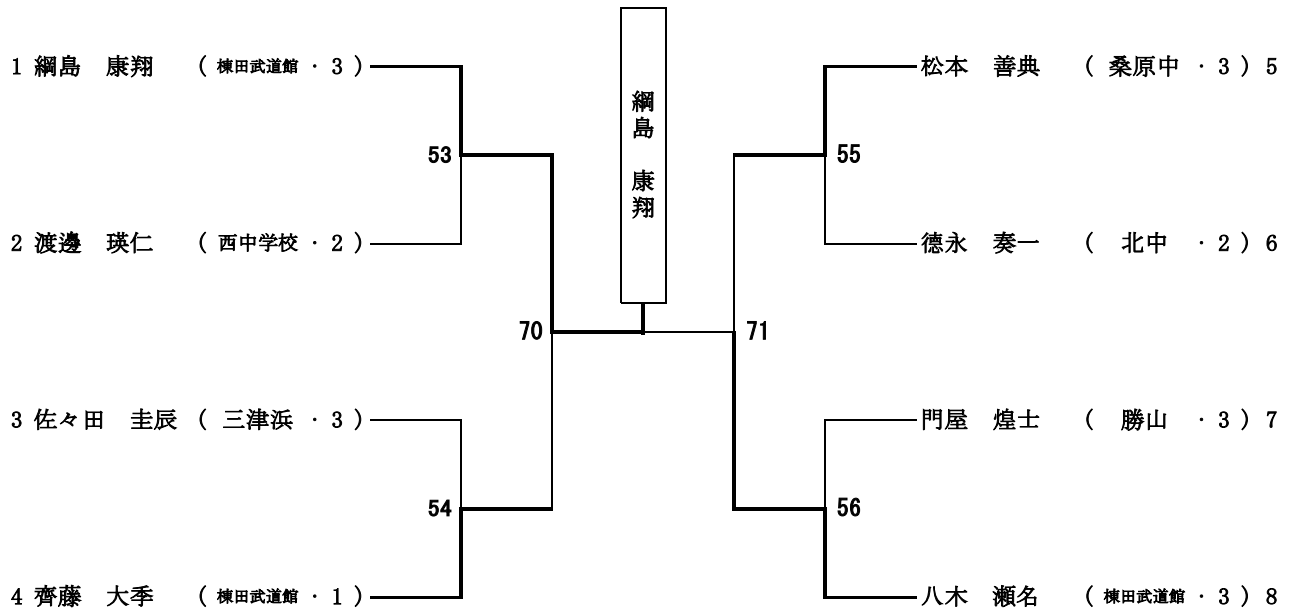 綱島 康翔
1 綱島 康翔 ( 棟田武道館 ・ 3 )
53
2 渡邊 瑛仁 ( 西中学校 ・ 2 )
70
3 佐々田 圭辰 ( 三津浜 ・ 3 )
54
4 齊藤 大季 ( 棟田武道館 ・ 1 )
松本 善典 ( 桑原中 ・ 3 ) 5
55
德永 奏一 ( 北中 ・ 2 ) 6
71
門屋 煌士 ( 勝山 ・ 3 ) 7
56
八木 瀬名 ( 棟田武道館 ・ 3 ) 8